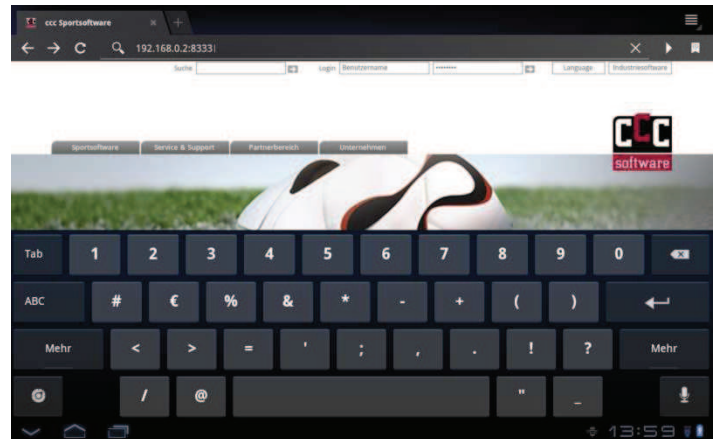 ccc Sportsoftware
192.168.0.2:8333
Suche Login Benutzername •••••••• Language Industriesoftware
Sportsoftware Service & Support Partnerbereich Unternehmen
CCC
software
Tab 1 2 3 4 5 6 7 8 9 0
ABC # € % & * - + ( )
Mehr < > = ' ; , . ! ? Mehr
/ @ " _
13:59